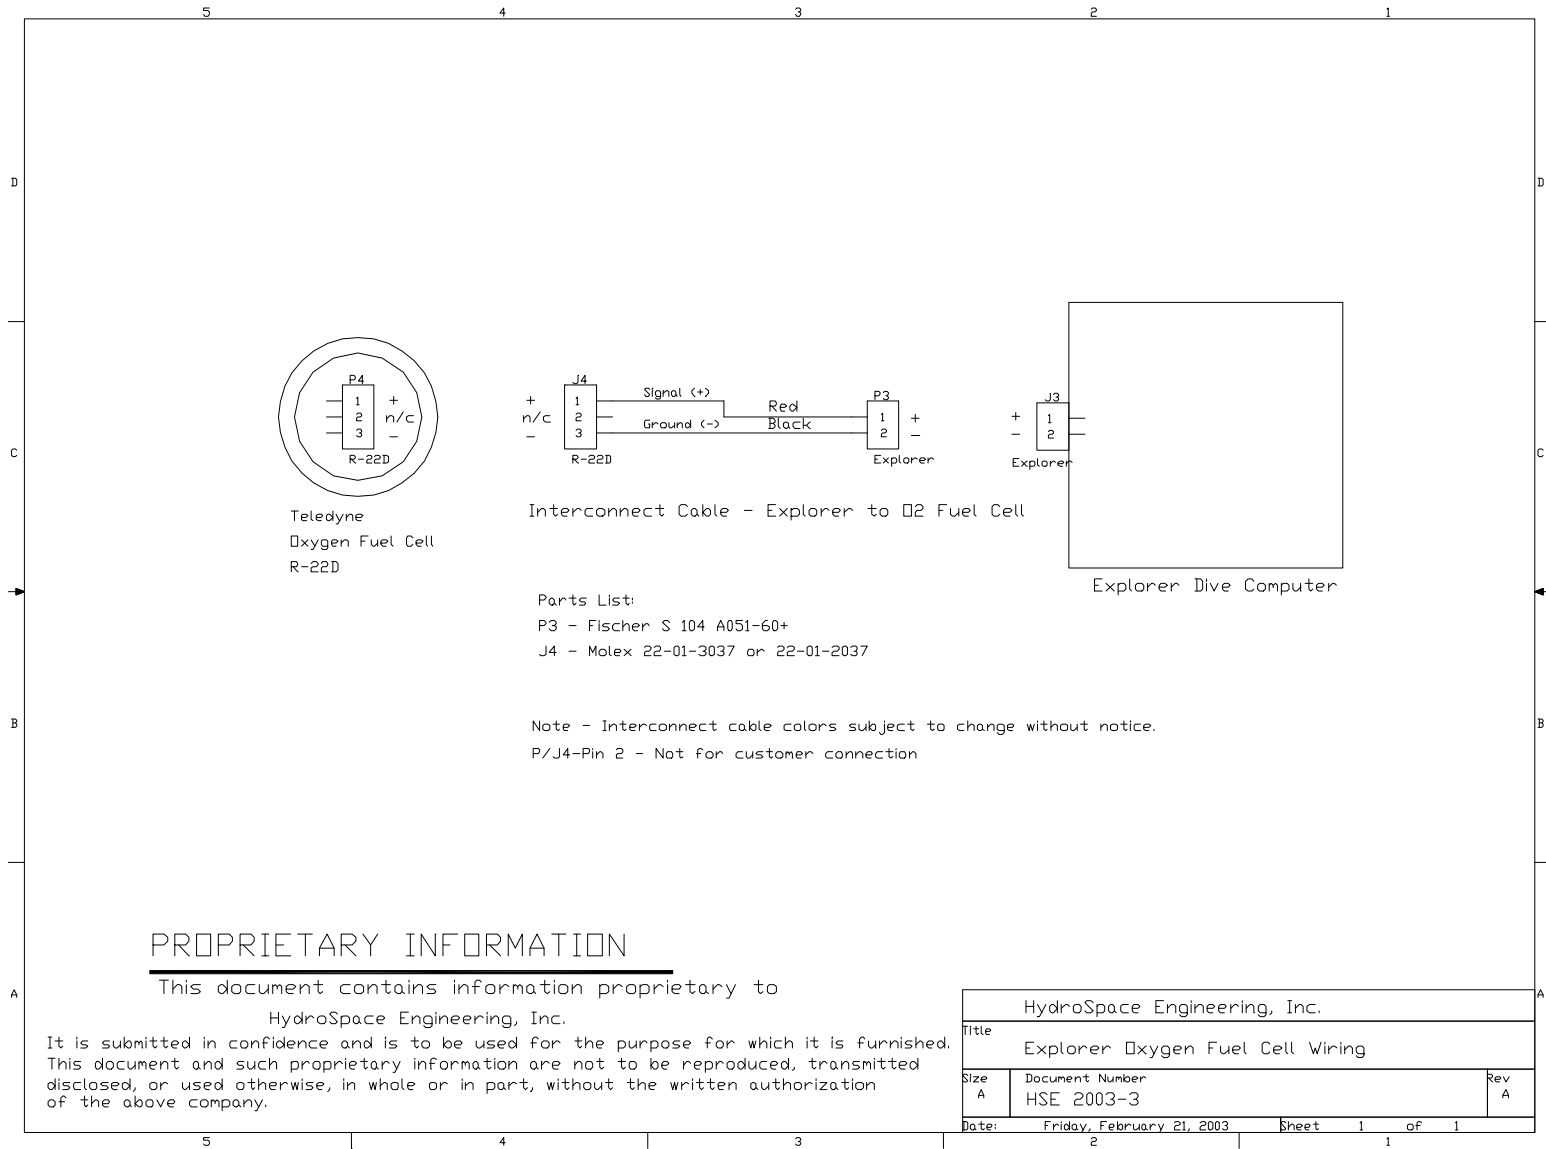 5 4 3 2 1
D D
P4
1 +
2 n/c
3 -
R-22D
Teledyne
Oxygen Fuel Cell
R-22D
J4
+ 1 Signal (+)
n/c 2
- 3 Ground (-)
R-22D
Red
Black
P3
1 +
2 -
Explorer
J3
+ 1
- 2
Explorer
C C
Interconnect Cable - Explorer to O2 Fuel Cell
Explorer Dive Computer
Parts List:
P3 - Fischer S 104 A051-60+
J4 - Molex 22-01-3037 or 22-01-2037
B B
Note - Interconnect cable colors subject to change without notice.
P/J4-Pin 2 - Not for customer connection
PROPRIETARY INFORMATION
This document contains information proprietary to
HydroSpace Engineering, Inc.
It is submitted in confidence and is to be used for the purpose for which it is furnished.
This document and such proprietary information are not to be reproduced, transmitted
disclosed, or used otherwise, in whole or in part, without the written authorization
of the above company.
A A
HydroSpace Engineering, Inc.
Title
Explorer Oxygen Fuel Cell Wiring
Size Document Number Rev
A HSE 2003-3 A
Date: Friday, February 21, 2003 Sheet 1 of 1
5 4 3 2 1